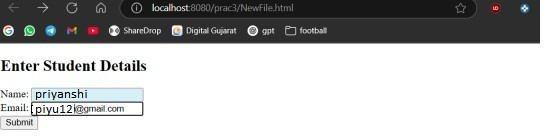 localhost:8080/prac3/NewFile.html
ShareDrop Digital Gujarat gpt football
Enter Student Details
Name: priyanshi
Email: piyu12@gmail.com
Submit